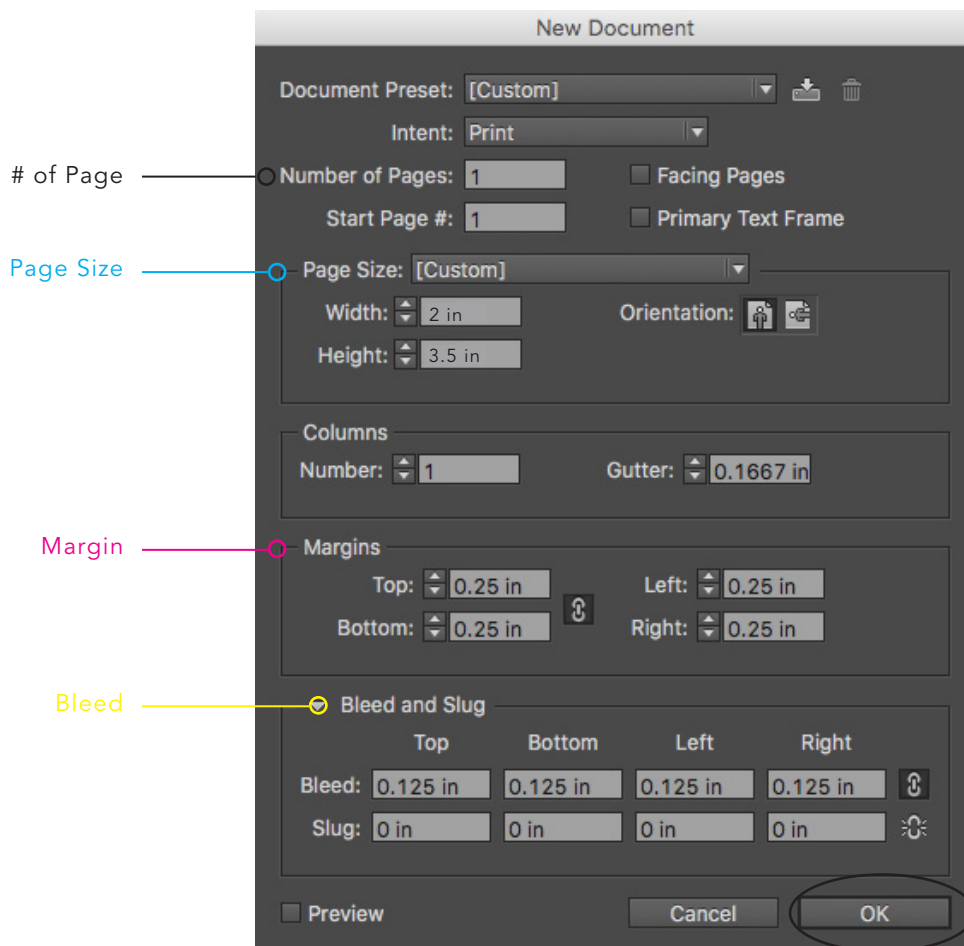 New Document
Document Preset: [Custom]
Intent: Print
# of Page
Number of Pages: 1 Facing Pages
Start Page #: 1 Primary Text Frame
Page Size
Page Size: [Custom]
Width: 2 in Orientation:
Height: 3.5 in
Columns
Number: 1 Gutter: 0.1667 in
Margin
Margins
Top: 0.25 in Left: 0.25 in
Bottom: 0.25 in Right: 0.25 in
Bleed
Bleed and Slug
Top Bottom Left Right
Bleed: 0.125 in 0.125 in 0.125 in 0.125 in
Slug: 0 in 0 in 0 in 0 in
Preview Cancel OK